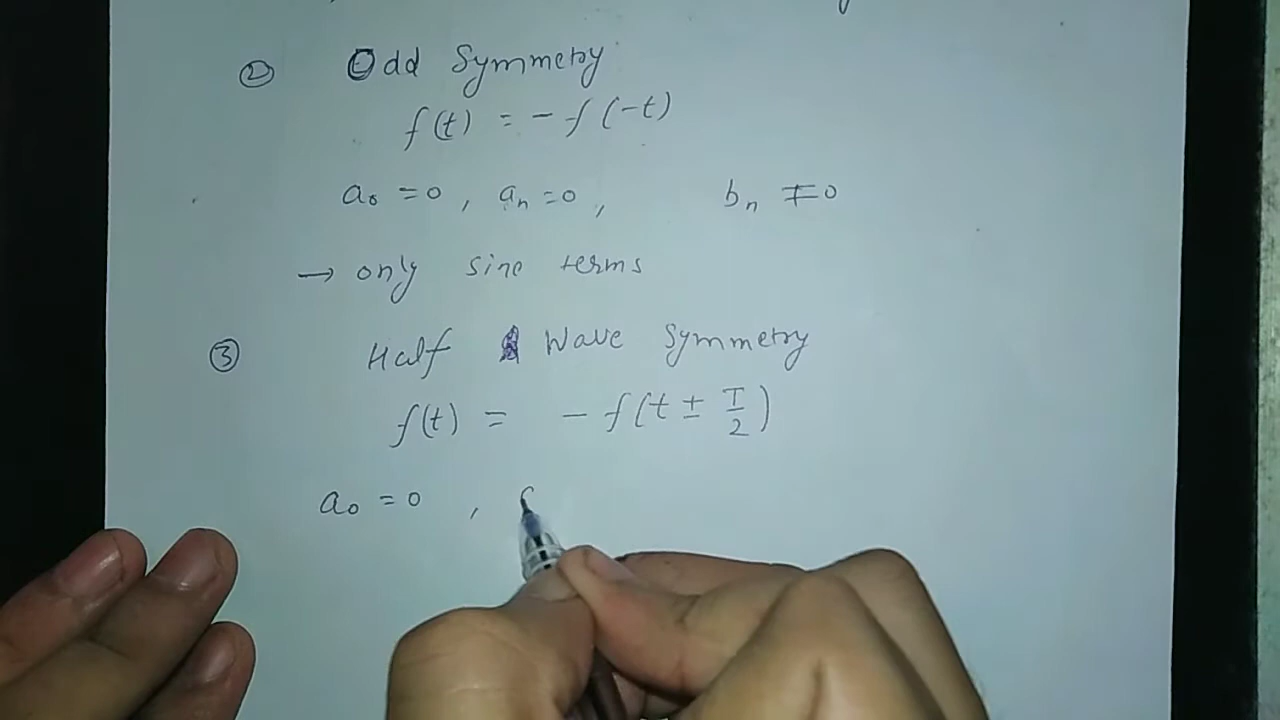 ② Odd Symmetry
f(t) = - f(-t)
a₀ = 0, aₙ = 0, bₙ ≠ 0
→ only sine terms
③ Half Wave Symmetry
f(t) = - f(t ± T/2)
a₀ = 0 ,